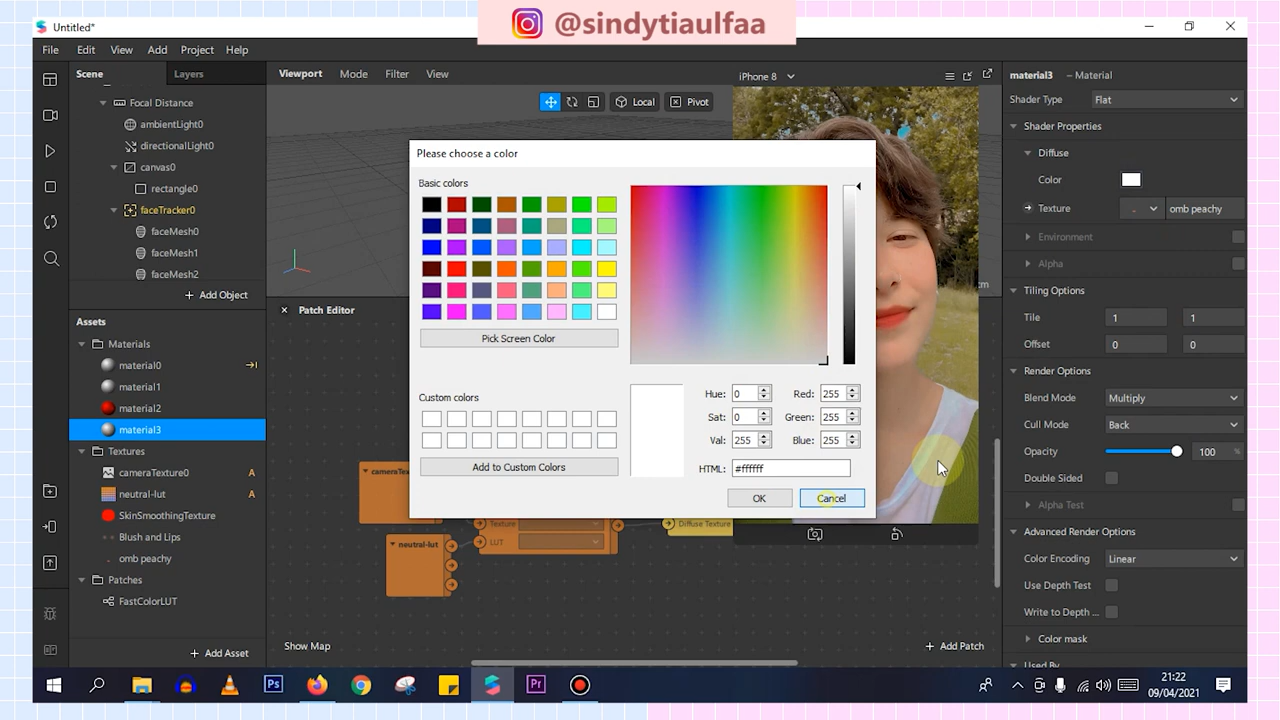 @sindytiaulfaa
Untitled*
File Edit View Add Project Help
Scene Layers
Viewport Mode Filter View
iPhone 8
material3 – Material
Local Pivot
Shader Type Flat
Focal Distance
ambientLight0
directionalLight0
canvas0
rectangle0
faceTracker0
faceMesh0
faceMesh1
faceMesh2
Add Object
Shader Properties
Diffuse
Color
Texture omb peachy
Environment
Alpha
Tiling Options
Tile 1 1
Offset 0 0
Render Options
Blend Mode Multiply
Cull Mode Back
Opacity 100
Double Sided
Alpha Test
Advanced Render Options
Color Encoding Linear
Use Depth Test
Write to Depth ...
Color mask
Used By
Please choose a color
Basic colors
Pick Screen Color
Custom colors
Add to Custom Colors
Hue: 0 Red: 255
Sat: 0 Green: 255
Val: 255 Blue: 255
HTML: #ffffff
OK Cancel
Assets
Materials
material0
material1
material2
material3
Textures
cameraTexture0 A
neutral-lut A
SkinSmoothingTexture
Blush and Lips
omb peachy
Patches
FastColorLUT
Add Asset
Patch Editor
cameraTex
Texture
LUT
neutral-lut
Diffuse Texture
Show Map
Add Patch
21:22
09/04/2021